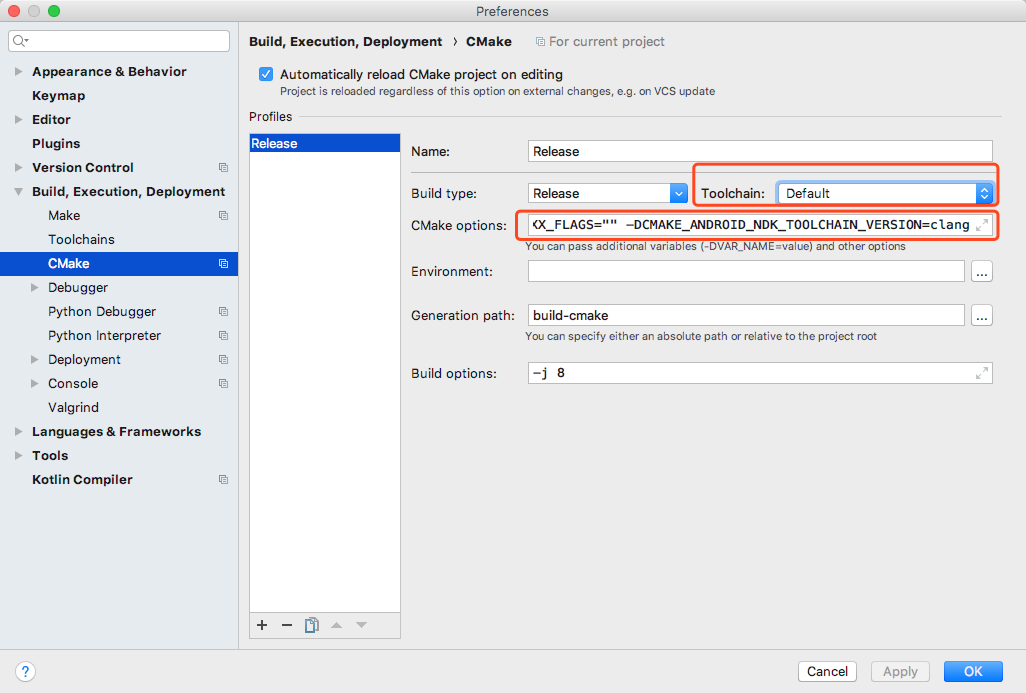 Preferences
Build, Execution, Deployment › CMake For current project
Appearance & Behavior
Keymap
Editor
Plugins
Version Control
Build, Execution, Deployment
Make
Toolchains
CMake
Debugger
Python Debugger
Python Interpreter
Deployment
Console
Valgrind
Languages & Frameworks
Tools
Kotlin Compiler
Automatically reload CMake project on editing
Project is reloaded regardless of this option on external changes, e.g. on VCS update
Profiles
Release
Name: Release
Build type: Release Toolchain: Default
CMake options: XX_FLAGS="" -DCMAKE_ANDROID_NDK_TOOLCHAIN_VERSION=clang
You can pass additional variables (-DVAR_NAME=value) and other options
Environment: ...
Generation path: build-cmake ...
You can specify either an absolute path or relative to the project root
Build options: -j 8
? Cancel Apply OK